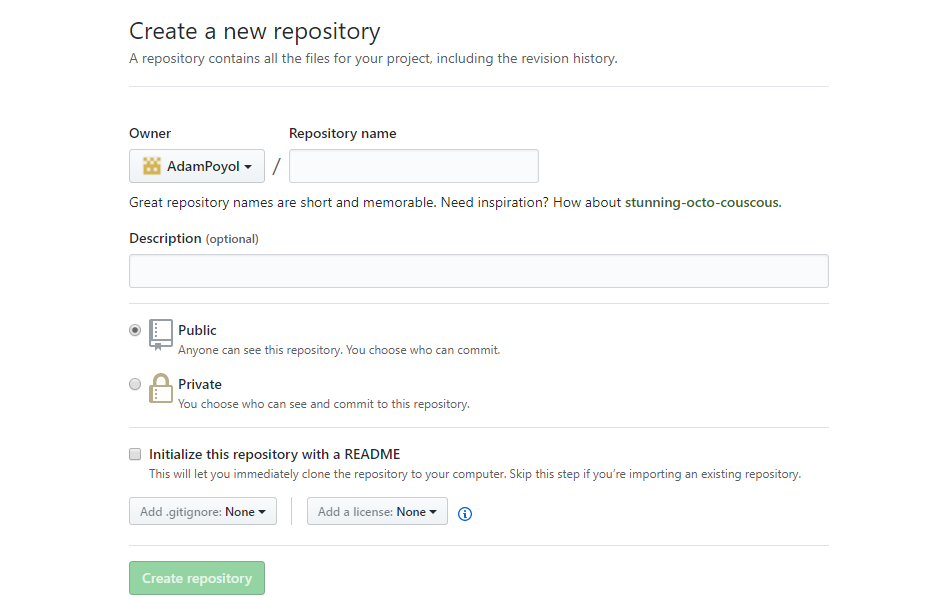 Create a new repository
A repository contains all the files for your project, including the revision history.
Owner Repository name
AdamPoyol /
Great repository names are short and memorable. Need inspiration? How about stunning-octo-couscous.
Description (optional)
Public
Anyone can see this repository. You choose who can commit.
Private
You choose who can see and commit to this repository.
Initialize this repository with a README
This will let you immediately clone the repository to your computer. Skip this step if you’re importing an existing repository.
Add .gitignore: None Add a license: None
Create repository